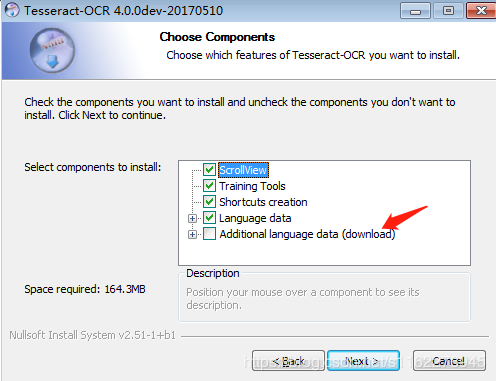 Tesseract-OCR 4.0.0dev-20170510
Choose Components
Choose which features of Tesseract-OCR you want to install.
Check the components you want to install and uncheck the components you don't want to
install. Click Next to continue.
Select components to install:
ScrollView
Training Tools
Shortcuts creation
Language data
Additional language data (download)
Space required: 164.3MB
Description
Position your mouse over a component to see its
description.
Nullsoft Install System v2.51-1+b1
< Back
Next >
Cancel